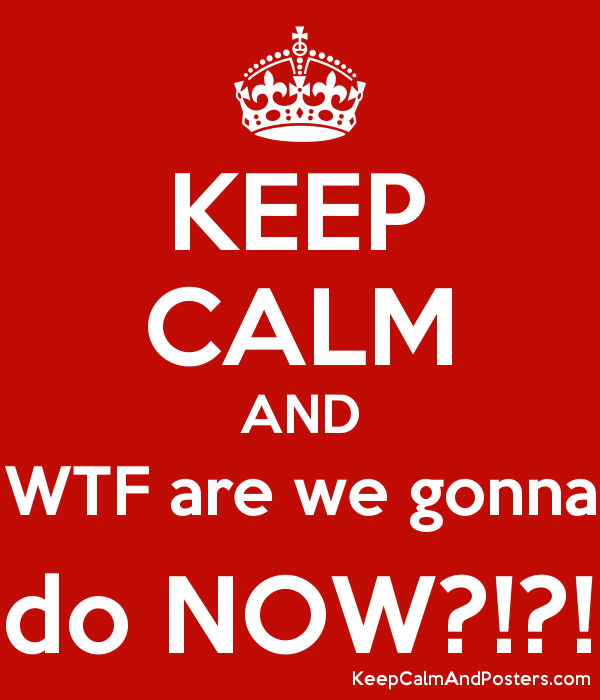 KEEP
CALM
AND
WTF are we gonna
do NOW?!?!
KeepCalmAndPosters.com